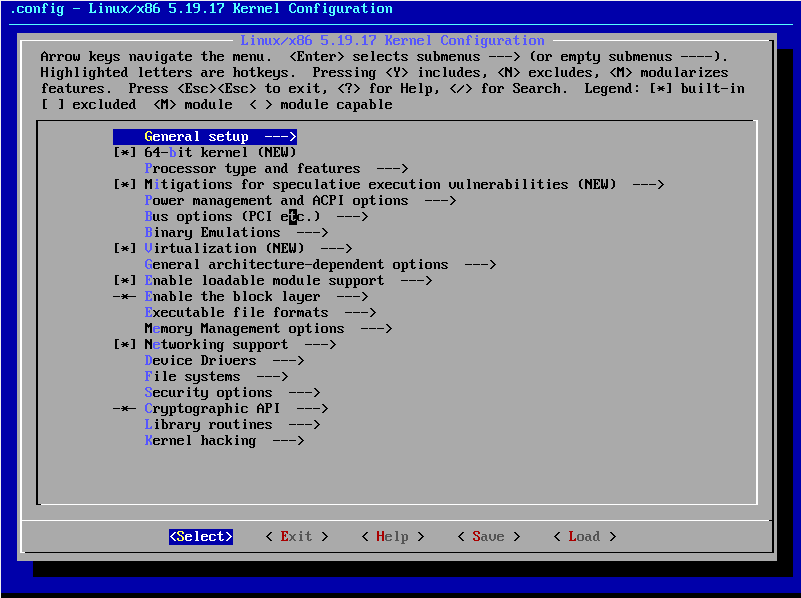 .config - Linux/x86 5.19.17 Kernel Configuration
Linux/x86 5.19.17 Kernel Configuration
Arrow keys navigate the menu.  <Enter> selects submenus ---> (or empty submenus ----).
Highlighted letters are hotkeys.  Pressing <Y> includes, <N> excludes, <M> modularizes
features.  Press <Esc><Esc> to exit, <?> for Help, </> for Search.  Legend: [*] built-in
[ ] excluded  <M> module  < > module capable
General setup  --->
[*] 64-bit kernel (NEW)
Processor type and features  --->
[*] Mitigations for speculative execution vulnerabilities (NEW)  --->
Power management and ACPI options  --->
Bus options (PCI etc.)  --->
Binary Emulations  --->
[*] Virtualization (NEW)  --->
General architecture-dependent options  --->
[*] Enable loadable module support  --->
-*- Enable the block layer  --->
Executable file formats  --->
Memory Management options  --->
[*] Networking support  --->
Device Drivers  --->
File systems  --->
Security options  --->
-*- Cryptographic API  --->
Library routines  --->
Kernel hacking  --->
<Select>    < Exit >    < Help >    < Save >    < Load >